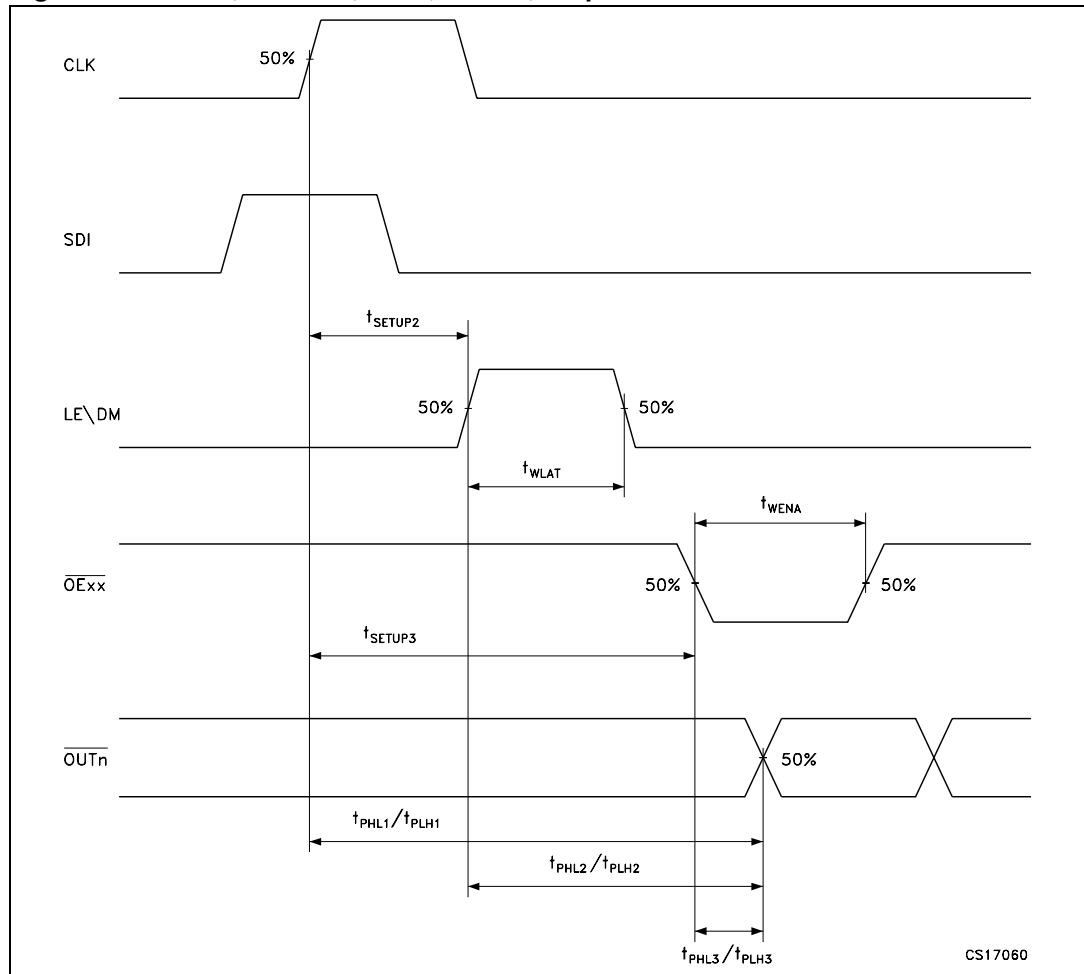 50%
CLK
SDI
tSETUP2
50%
50%
LE\DM
tWLAT
tWENA
OExx
50%
50%
tSETUP3
OUTn
50%
tPHL1/tPLH1
tPHL2/tPLH2
tPHL3/tPLH3
CS17060